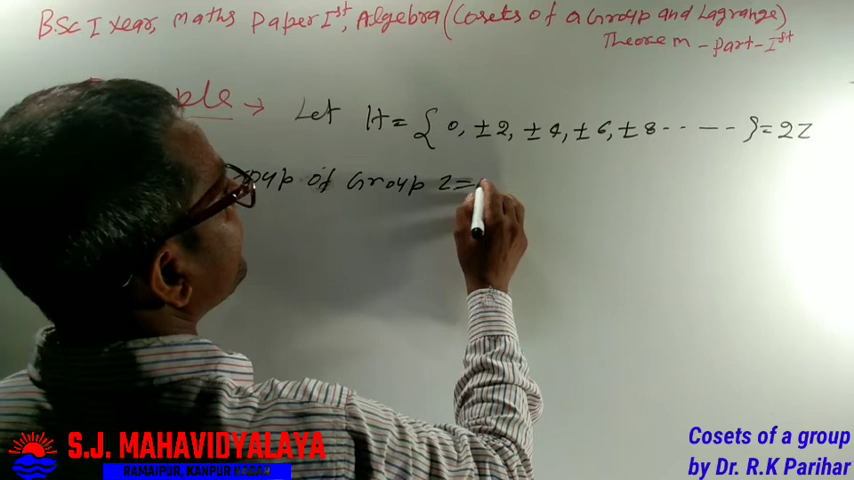 B.Sc I Year, Maths Paper Ist, Algebra (Cosets of a Group and Lagrange)
Theorem - Part - Ist
→ Let H = { 0, ±2, ±4, ±6, ±8 - - - - - } = 2Z
of Group Z =
S.J. MAHAVIDYALAYA
RAMAIPUR, KANPUR NAGAR
Cosets of a group
by Dr. R.K Parihar